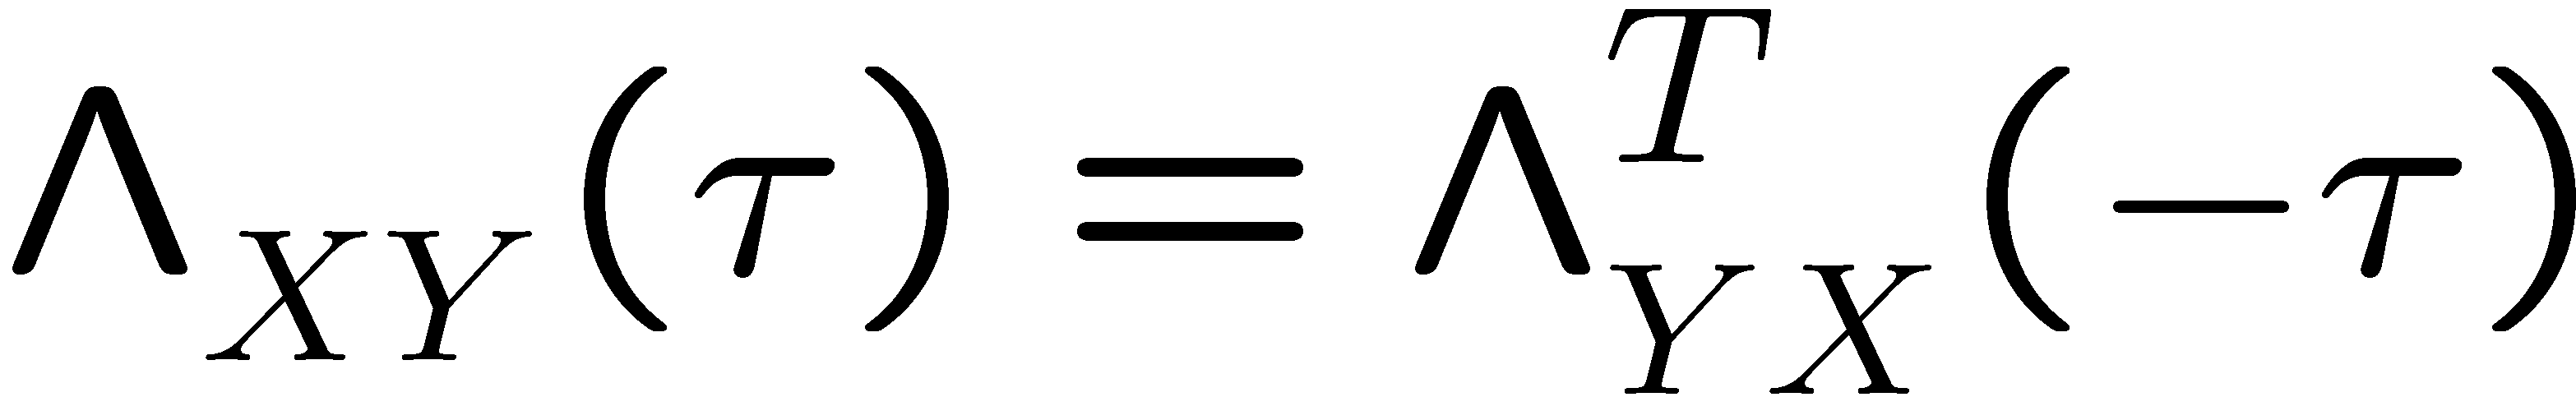 Λ_{XY}(τ) = Λ^T_{YX}(−τ)